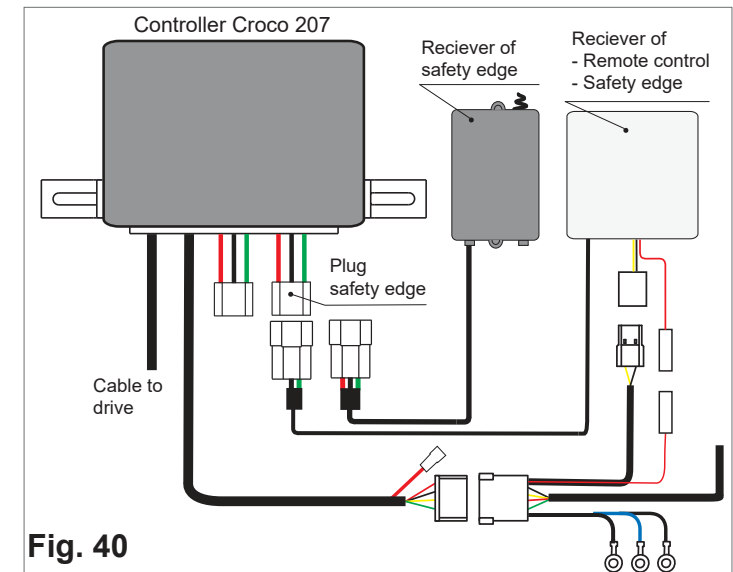 Controller Croco 207
Reciever of
safety edge
Reciever of
- Remote control
- Safety edge
Plug
safety edge
Cable to
drive
Fig. 40